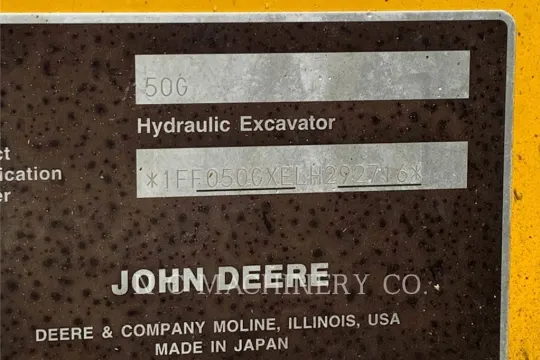 50G
Hydraulic Excavator
ct
ication
er
*1FF050GXELH292716*
JOHN DEERE
MACHINERY CO.
DEERE & COMPANY MOLINE, ILLINOIS, USA
MADE IN JAPAN